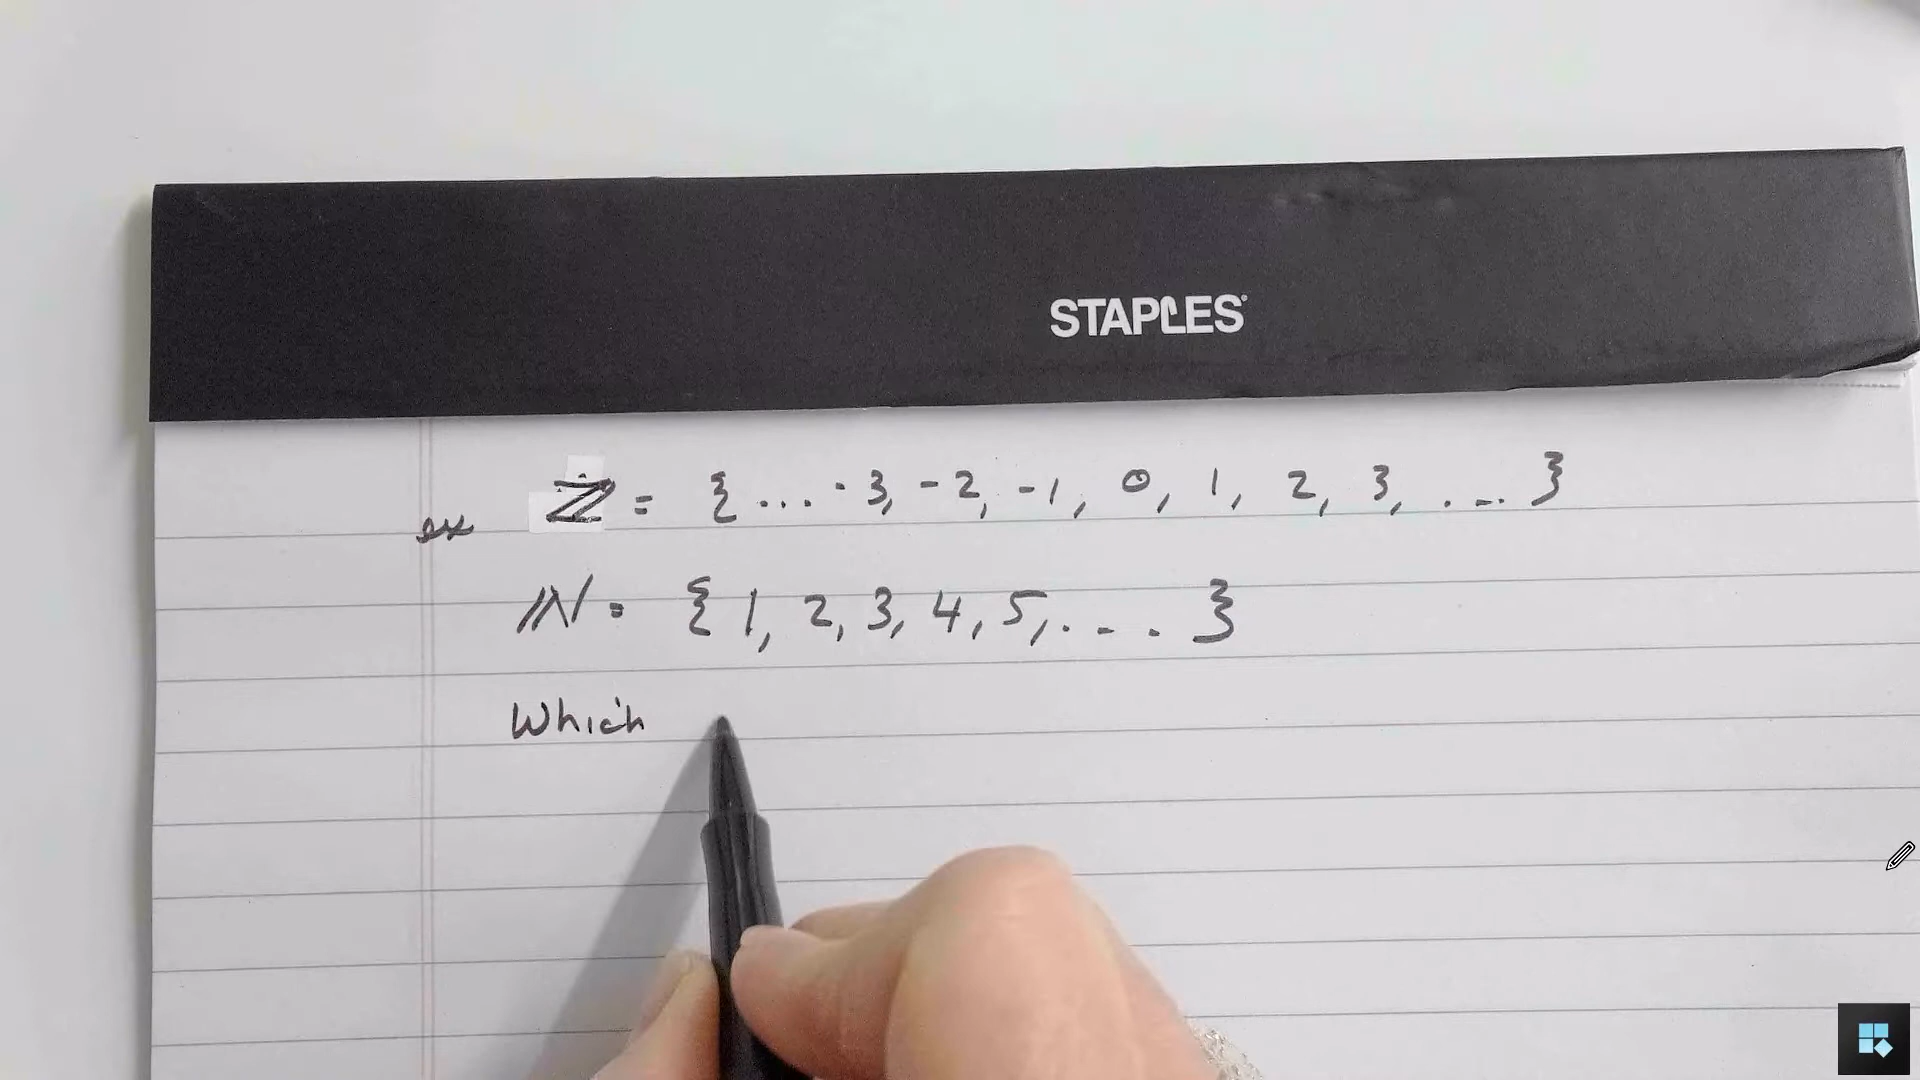 STAPLES
ex ℤ = {... -3, -2, -1, 0, 1, 2, 3, ... }
ℕ = {1, 2, 3, 4, 5, . . . }
Which